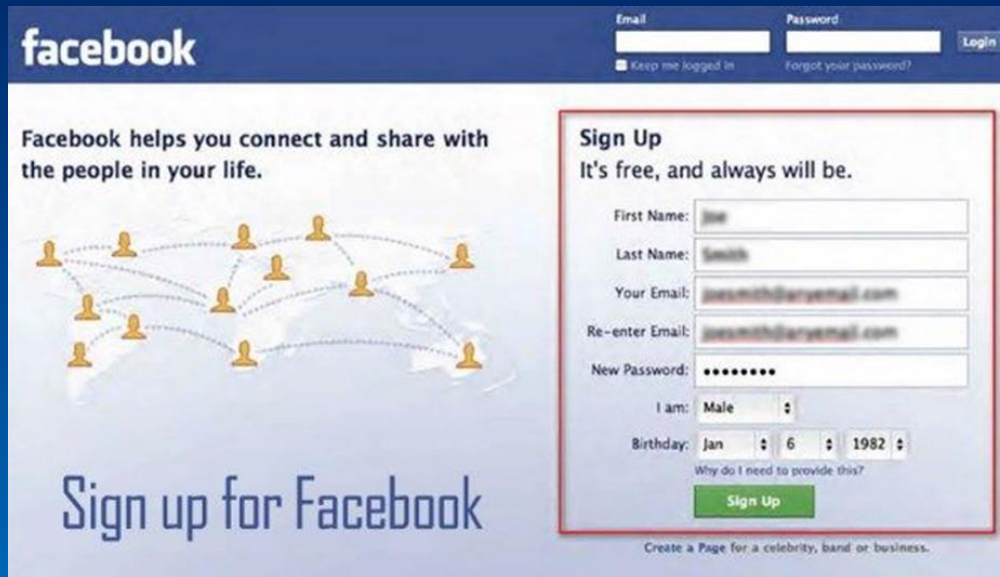 facebook
Email
Password
Login
Keep me logged in
Forgot your password?
Facebook helps you connect and share with
the people in your life.
Sign Up
It's free, and always will be.
First Name:
Last Name:
Your Email:
Re-enter Email:
New Password: ••••••••
I am: Male
Birthday: Jan 6 1982
Why do I need to provide this?
Sign Up
Sign up for Facebook
Create a Page for a celebrity, band or business.